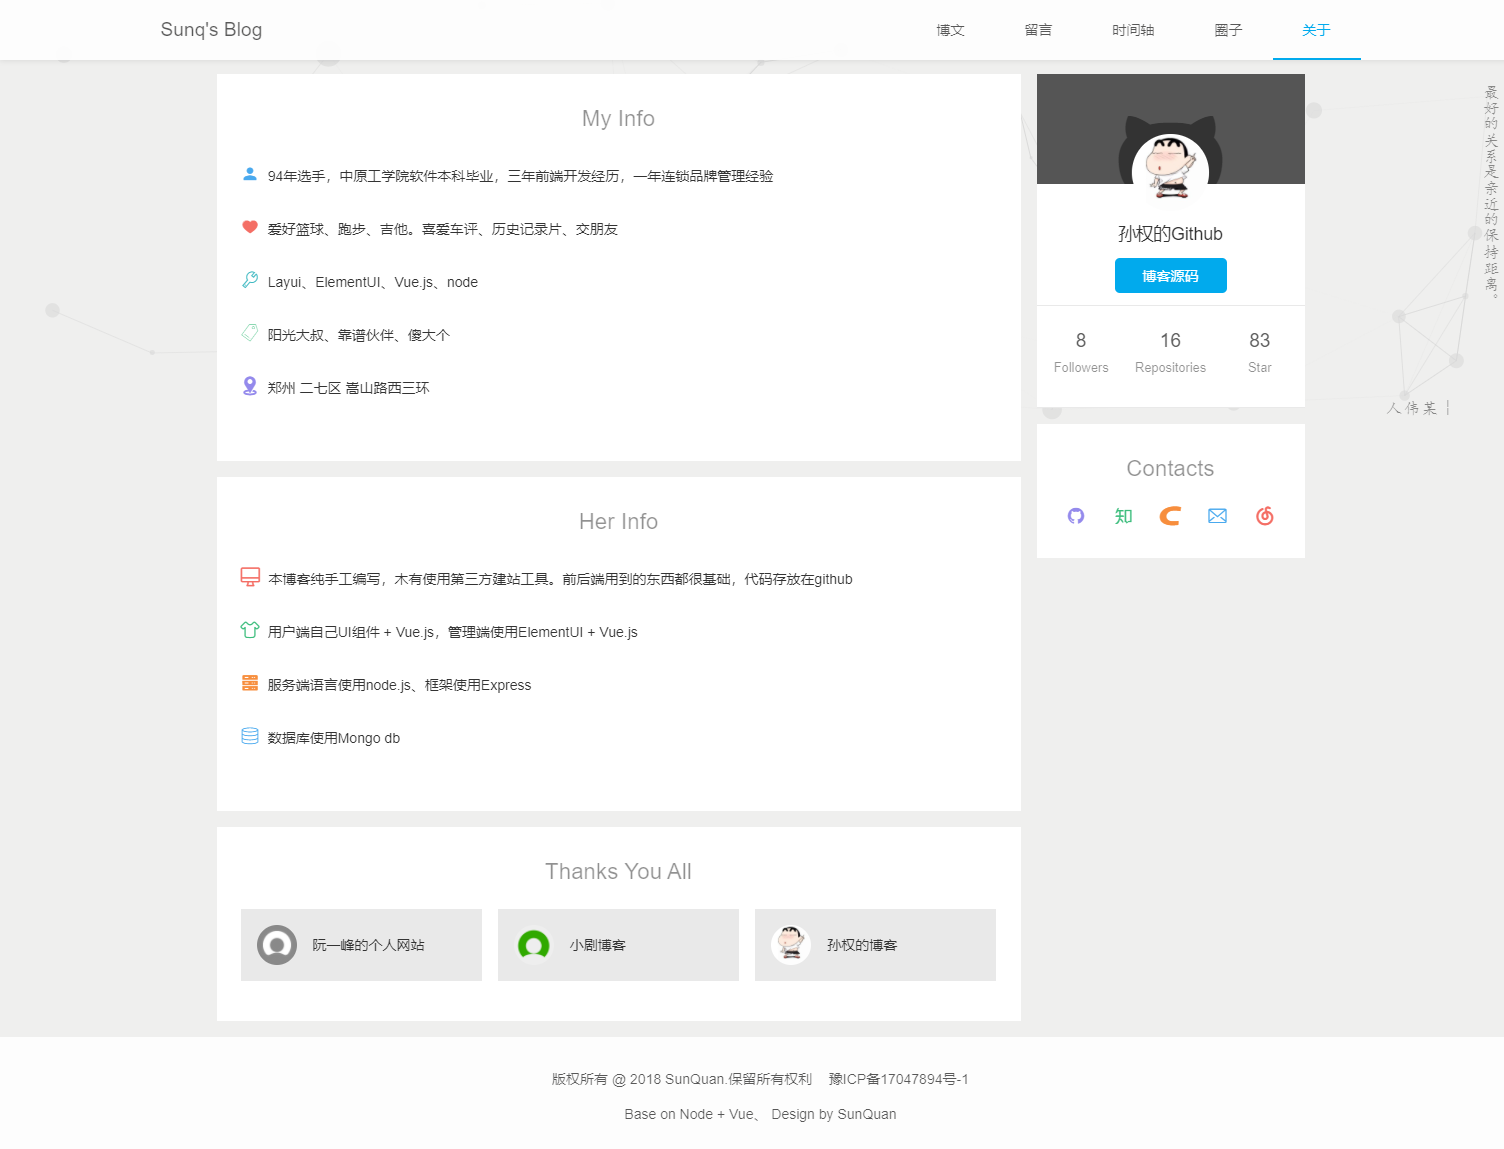 Sunq's Blog
博文
留言
时间轴
圈子
关于
My Info
94年选手，中原工学院软件本科毕业，三年前端开发经历，一年连锁品牌管理经验
爱好篮球、跑步、吉他。喜爱车评、历史记录片、交朋友
Layui、ElementUI、Vue.js、node
阳光大叔、靠谱伙伴、傻大个
郑州 二七区 嵩山路西三环
Her Info
本博客纯手工编写，木有使用第三方建站工具。前后端用到的东西都很基础，代码存放在github
用户端自己UI组件 + Vue.js，管理端使用ElementUI + Vue.js
服务端语言使用node.js、框架使用Express
数据库使用Mongo db
Thanks You All
阮一峰的个人网站
小剧博客
孙权的博客
孙权的Github
博客源码
8
16
83
Followers
Repositories
Star
Contacts
知
最好的关系是亲近的保持距离。
人伟某丨
版权所有 @ 2018 SunQuan.保留所有权利 豫ICP备17047894号-1
Base on Node + Vue、 Design by SunQuan